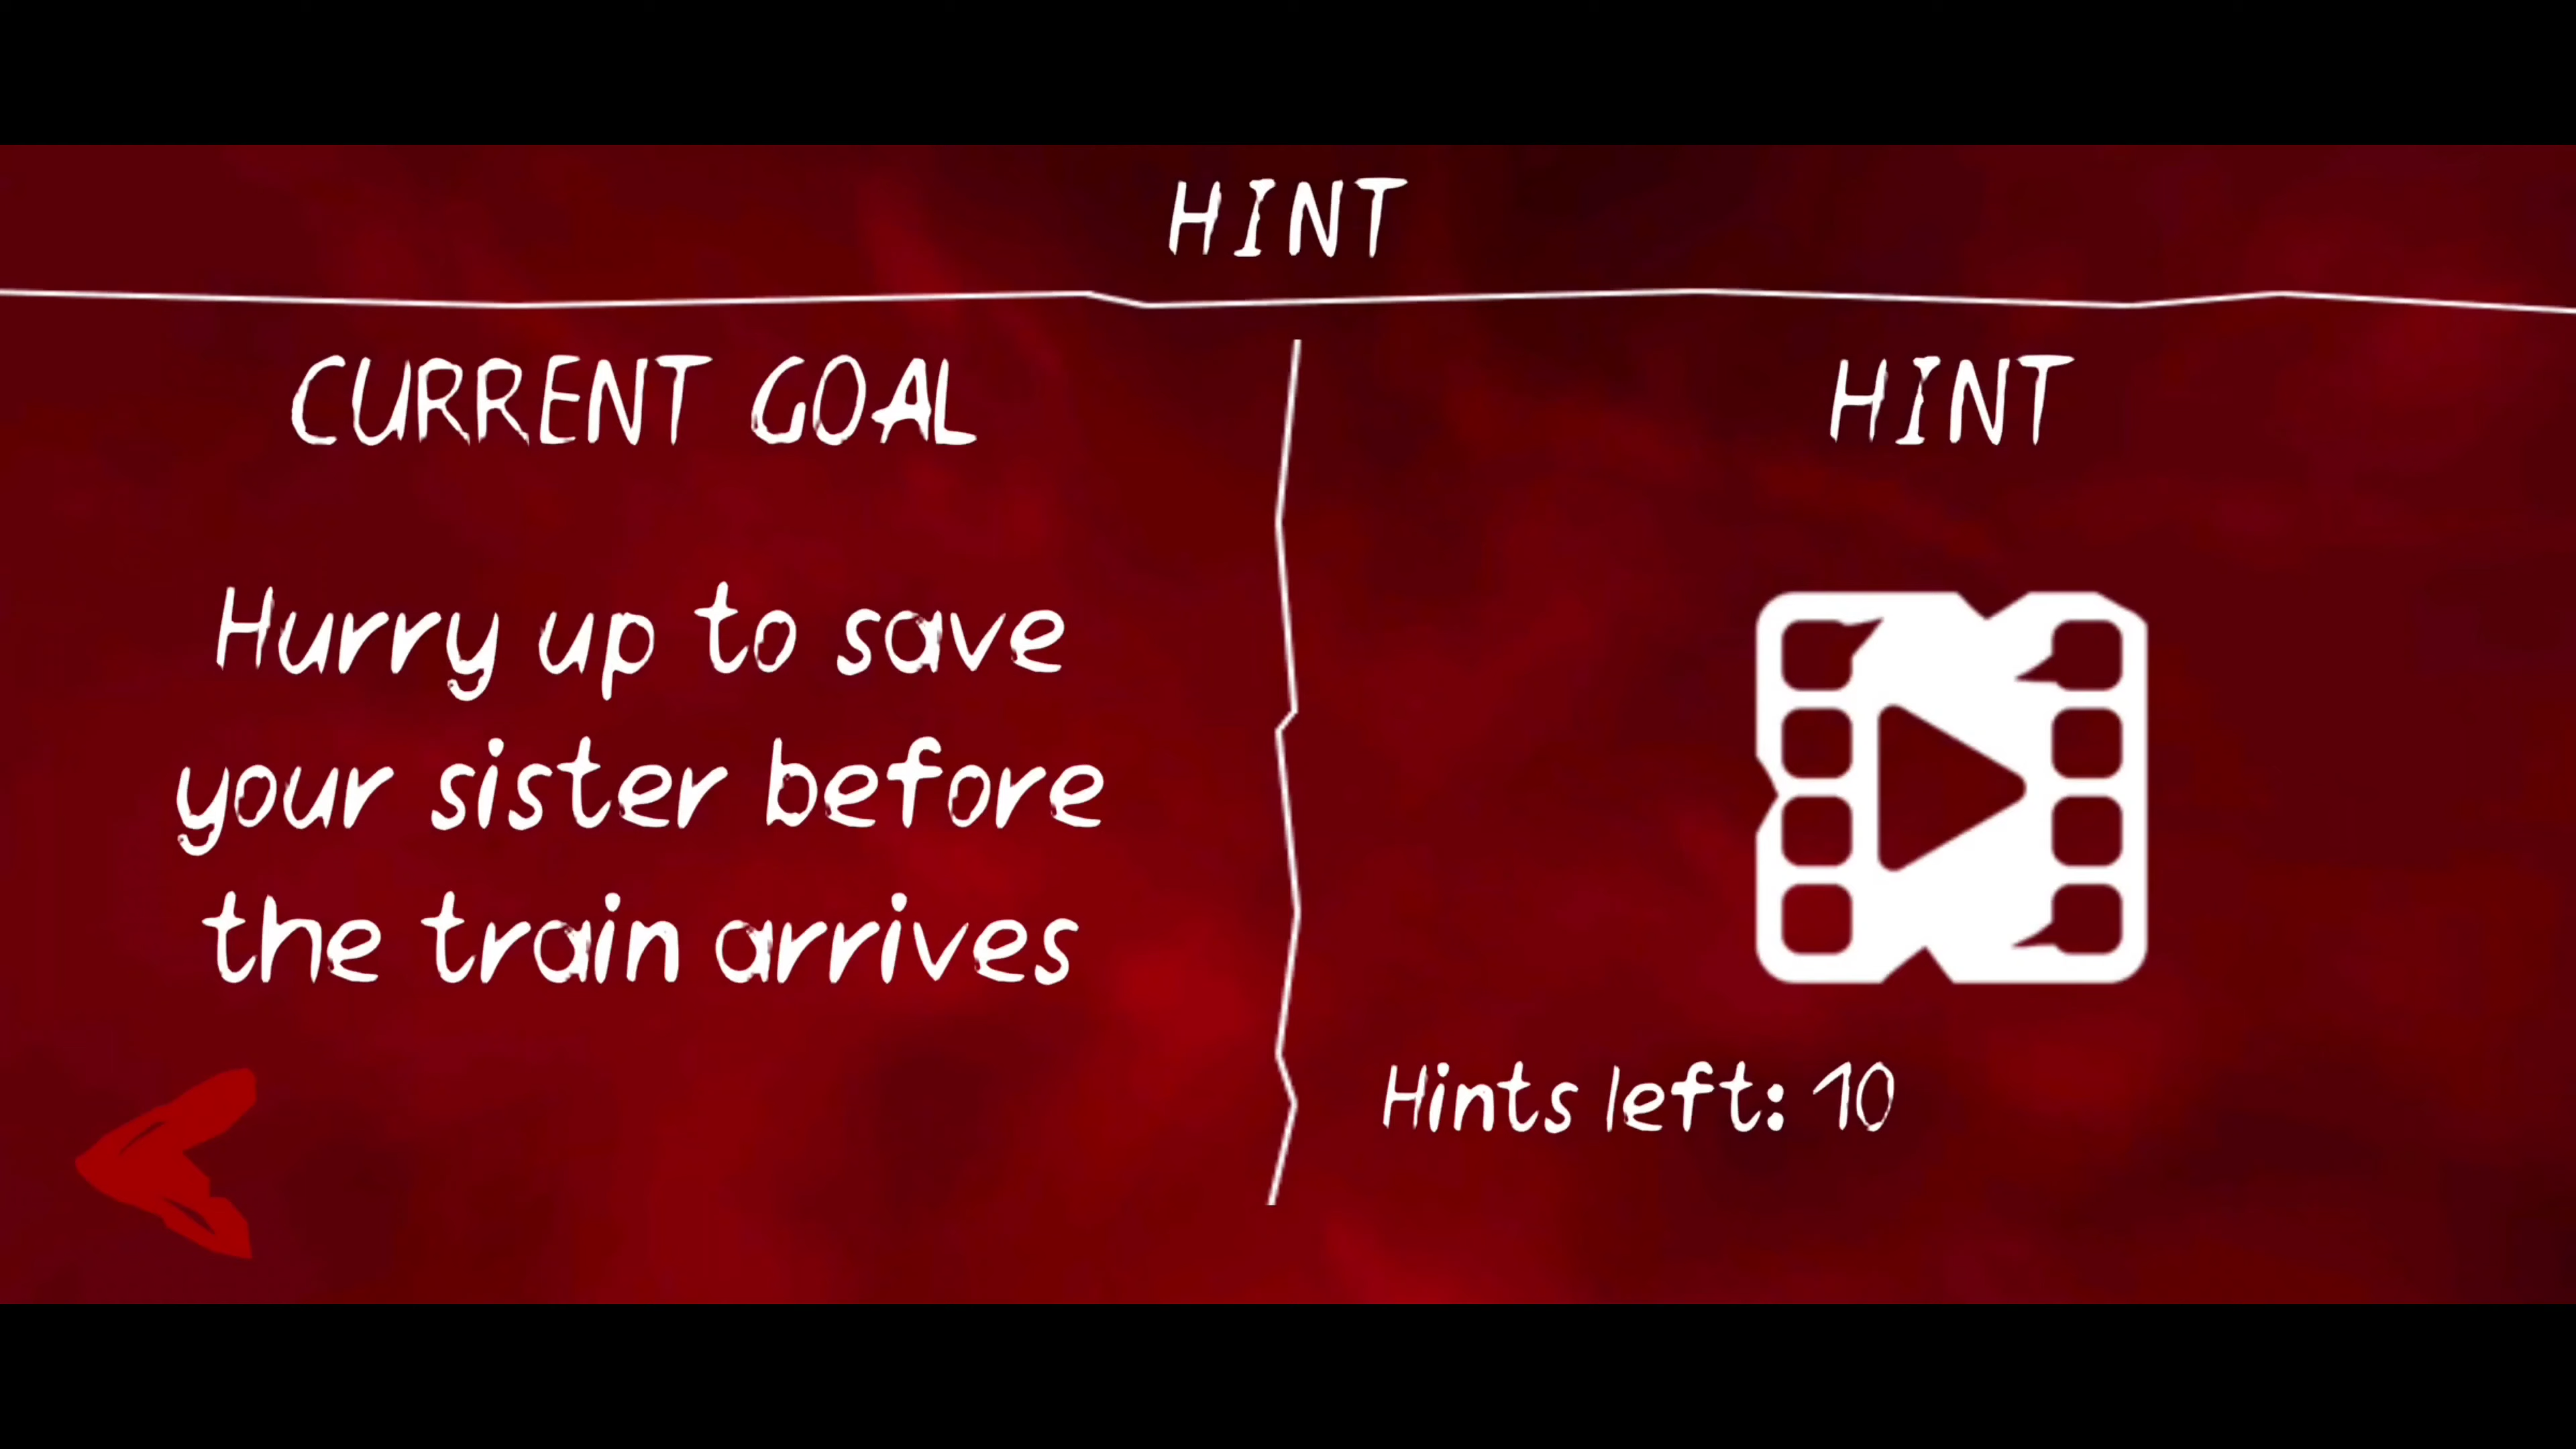 HINT
CURRENT GOAL
Hurry up to save
your sister before
the train arrives
HINT
Hints left: 10